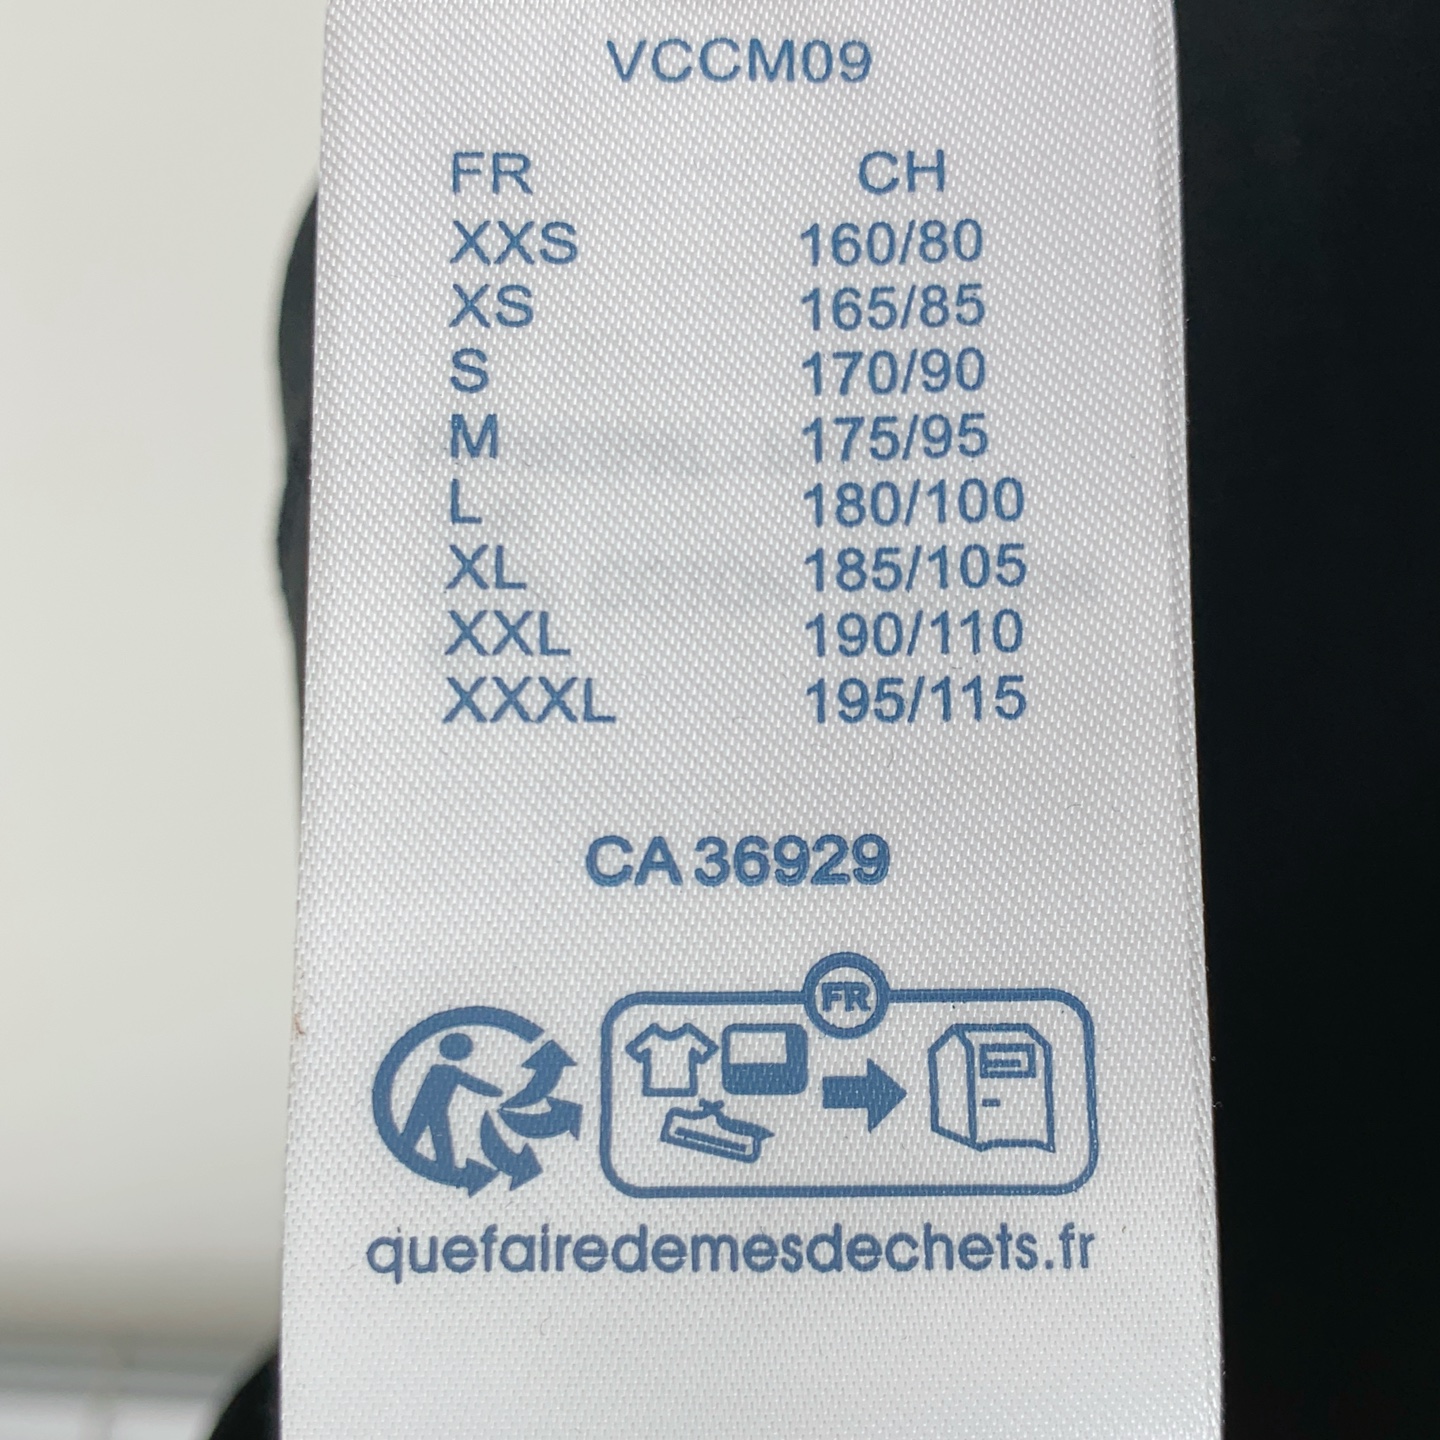 VCCM09
FR CH
XXS 160/80
XS 165/85
S 170/90
M 175/95
L 180/100
XL 185/105
XXL 190/110
XXXL 195/115
CA 36929
FR
quefairedemesdechets.fr